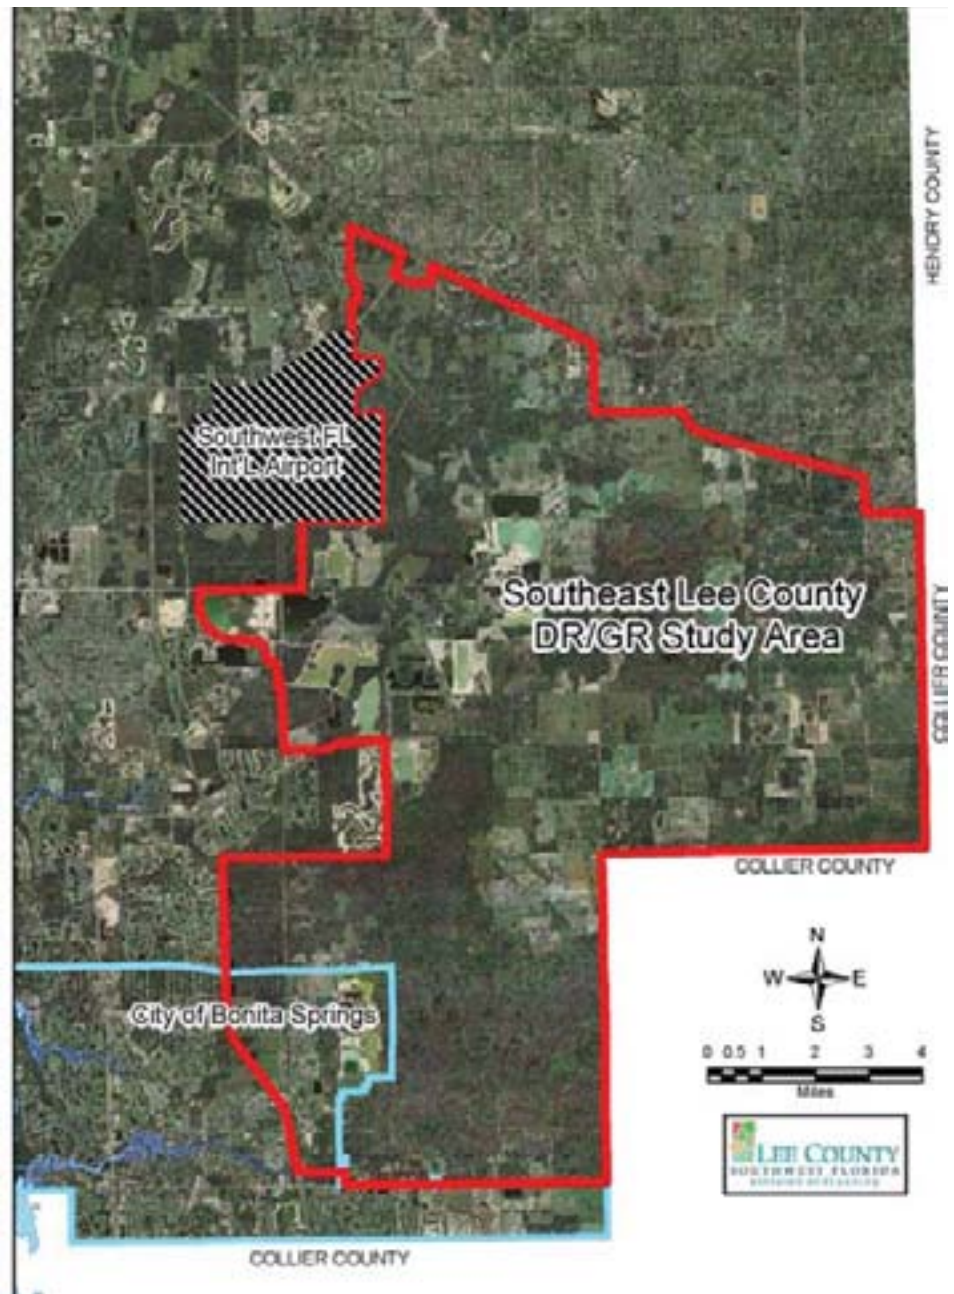 HENDRY COUNTY
Southwest FL
Int'L Airport
Southeast Lee County
DR/GR Study Area
COLLIER COUNTY
COLLIER COUNTY
N
W E
S
City of Bonita Springs
0 0.5 1 2 3 4
Miles
LEE COUNTY
SOUTHWEST FLORIDA
COLLIER COUNTY